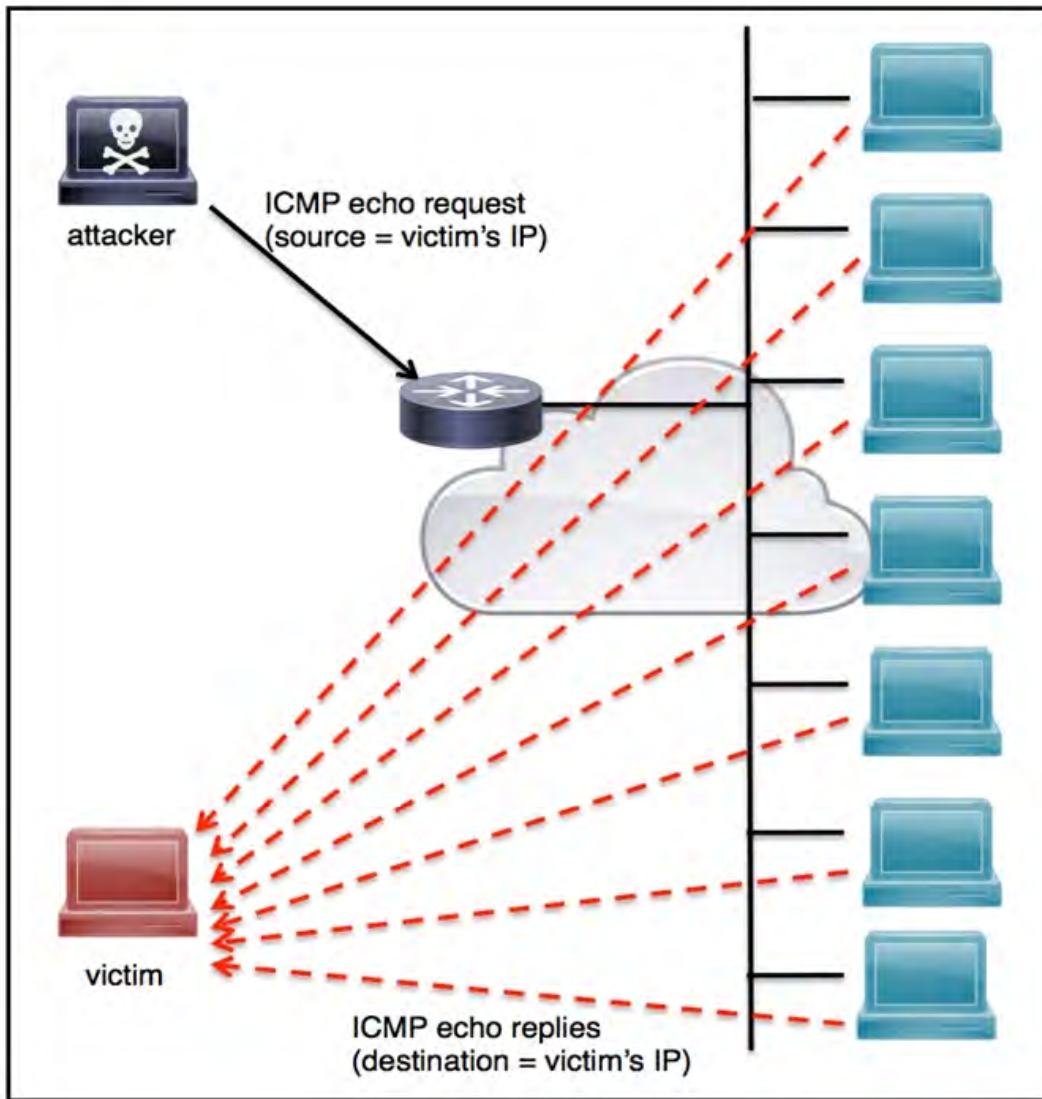 attacker
ICMP echo request
(source = victim's IP)
victim
ICMP echo replies
(destination = victim's IP)